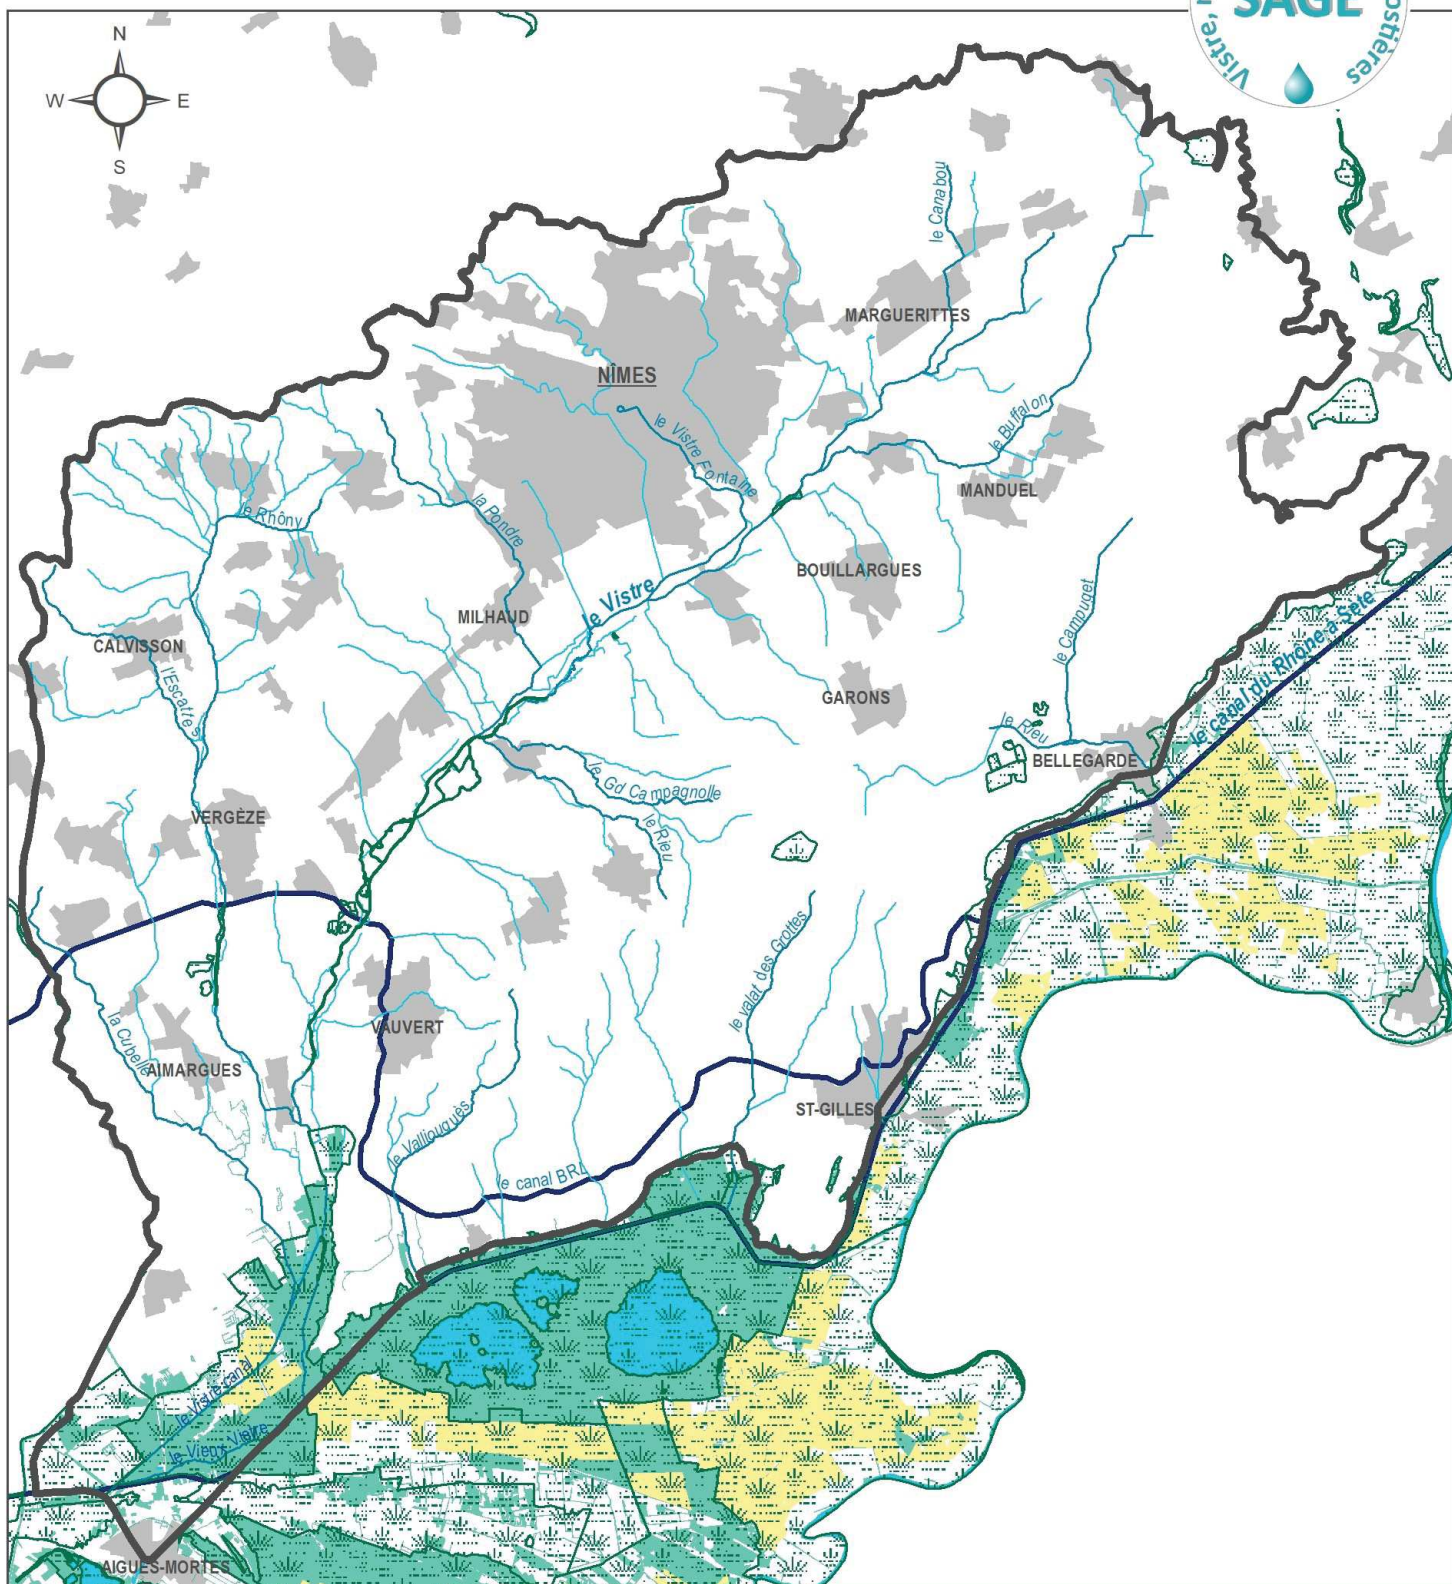 SAGE
Vistre,
ostières
N
W
E
S
le Canabou
MARGUERITTES
NÎMES
le Vistre Fontaine
le Buffalon
MANDUEL
le Rhôny
la Pondre
BOUILLARGUES
le Campuget
le Vistre
MILHAUD
CALVISSON
l'Escattes
le canal du Rhône à Sète
GARONS
le Rieu
BELLEGARDE
le Gd Campagnolle
le Rieu
VERGÈZE
le valat des Grottes
VAUVERT
la Cubelle
AIMARGUES
ST-GILLES
le Valliouguès
le canal BRL
le Vistre canal
le Vieux Vistre
AIGUES-MORTES